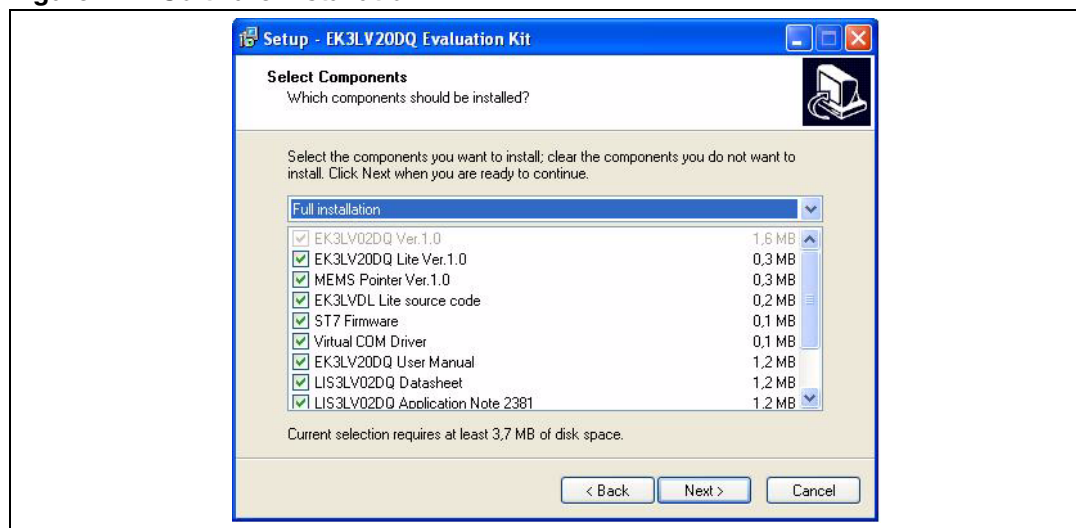 Setup - EK3LV20DQ Evaluation Kit
Select Components
Which components should be installed?
Select the components you want to install; clear the components you do not want to
install. Click Next when you are ready to continue.
Full installation
EK3LV02DQ Ver.1.0 1,6 MB
EK3LV20DQ Lite Ver.1.0 0,3 MB
MEMS Pointer Ver.1.0 0,3 MB
EK3LVDL Lite source code 0,2 MB
ST7 Firmware 0,1 MB
Virtual COM Driver 0,1 MB
EK3LV20DQ User Manual 1,2 MB
LIS3LV02DQ Datasheet 1,2 MB
LIS3LV02DQ Application Note 2381 1,2 MB
Current selection requires at least 3,7 MB of disk space.
< Back Next > Cancel